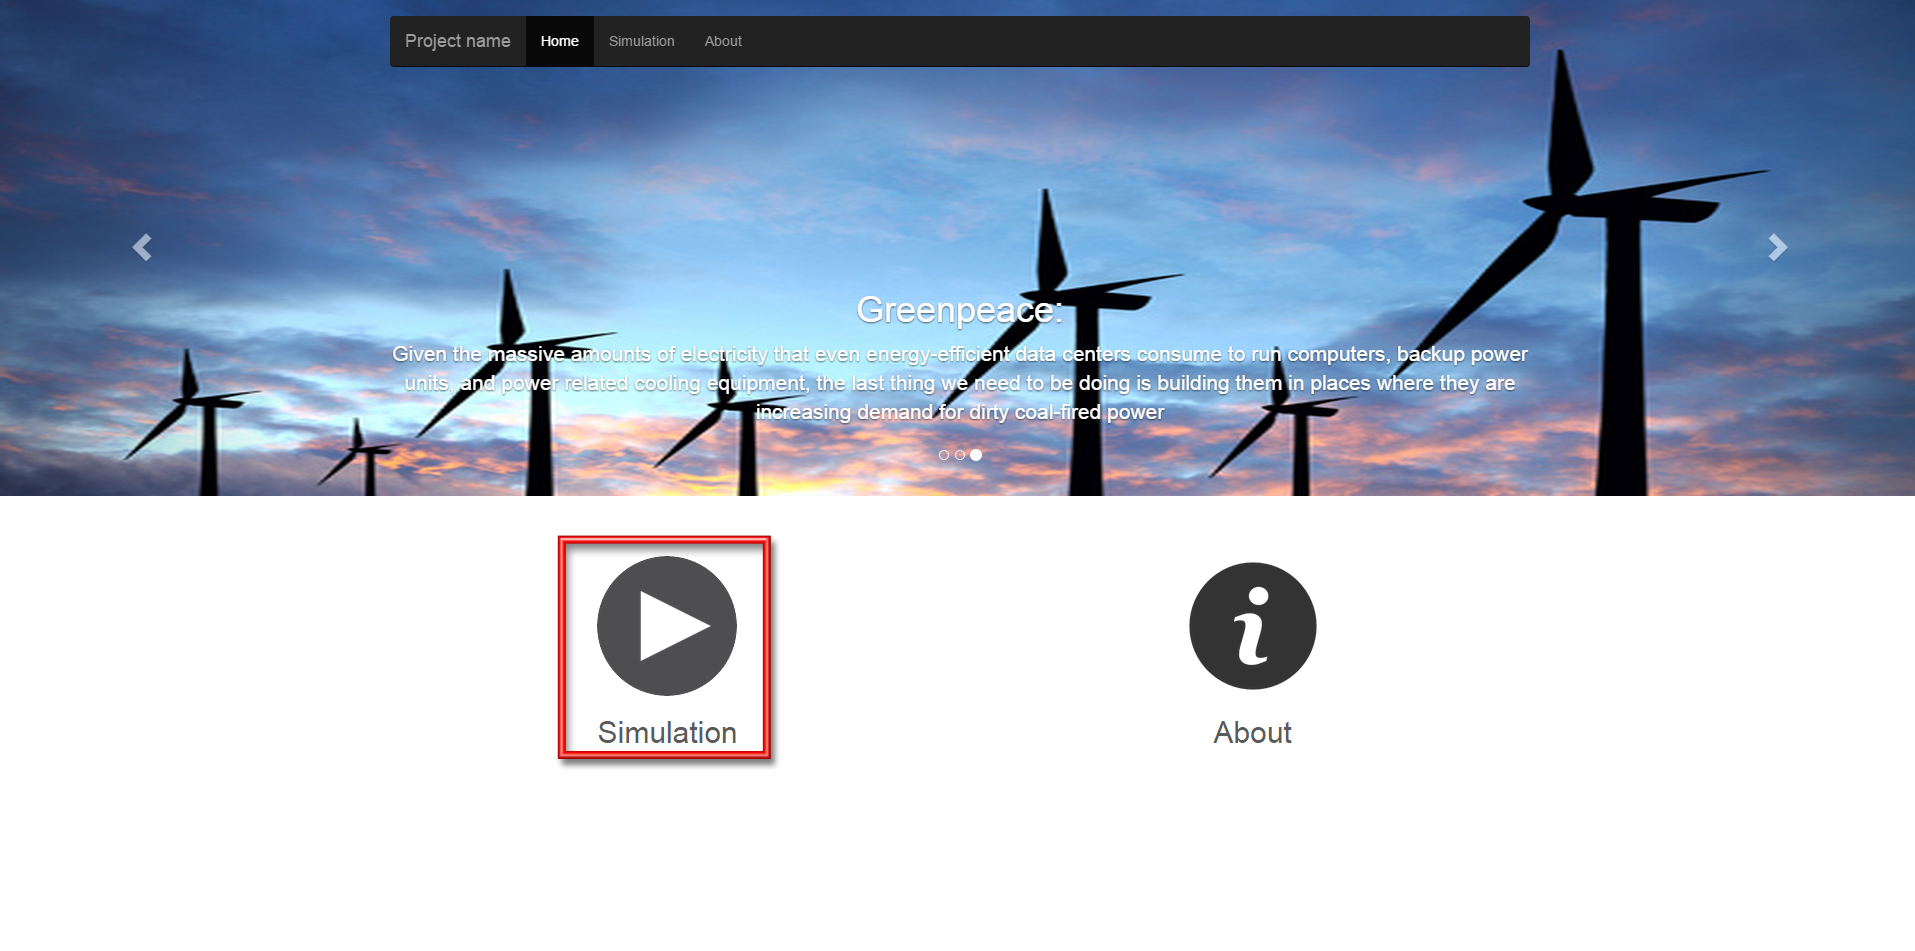 Project name Home Simulation About
Greenpeace:
Given the massive amounts of electricity that even energy-efficient data centers consume to run computers, backup power
units, and power related cooling equipment, the last thing we need to be doing is building them in places where they are
increasing demand for dirty coal-fired power
Simulation About